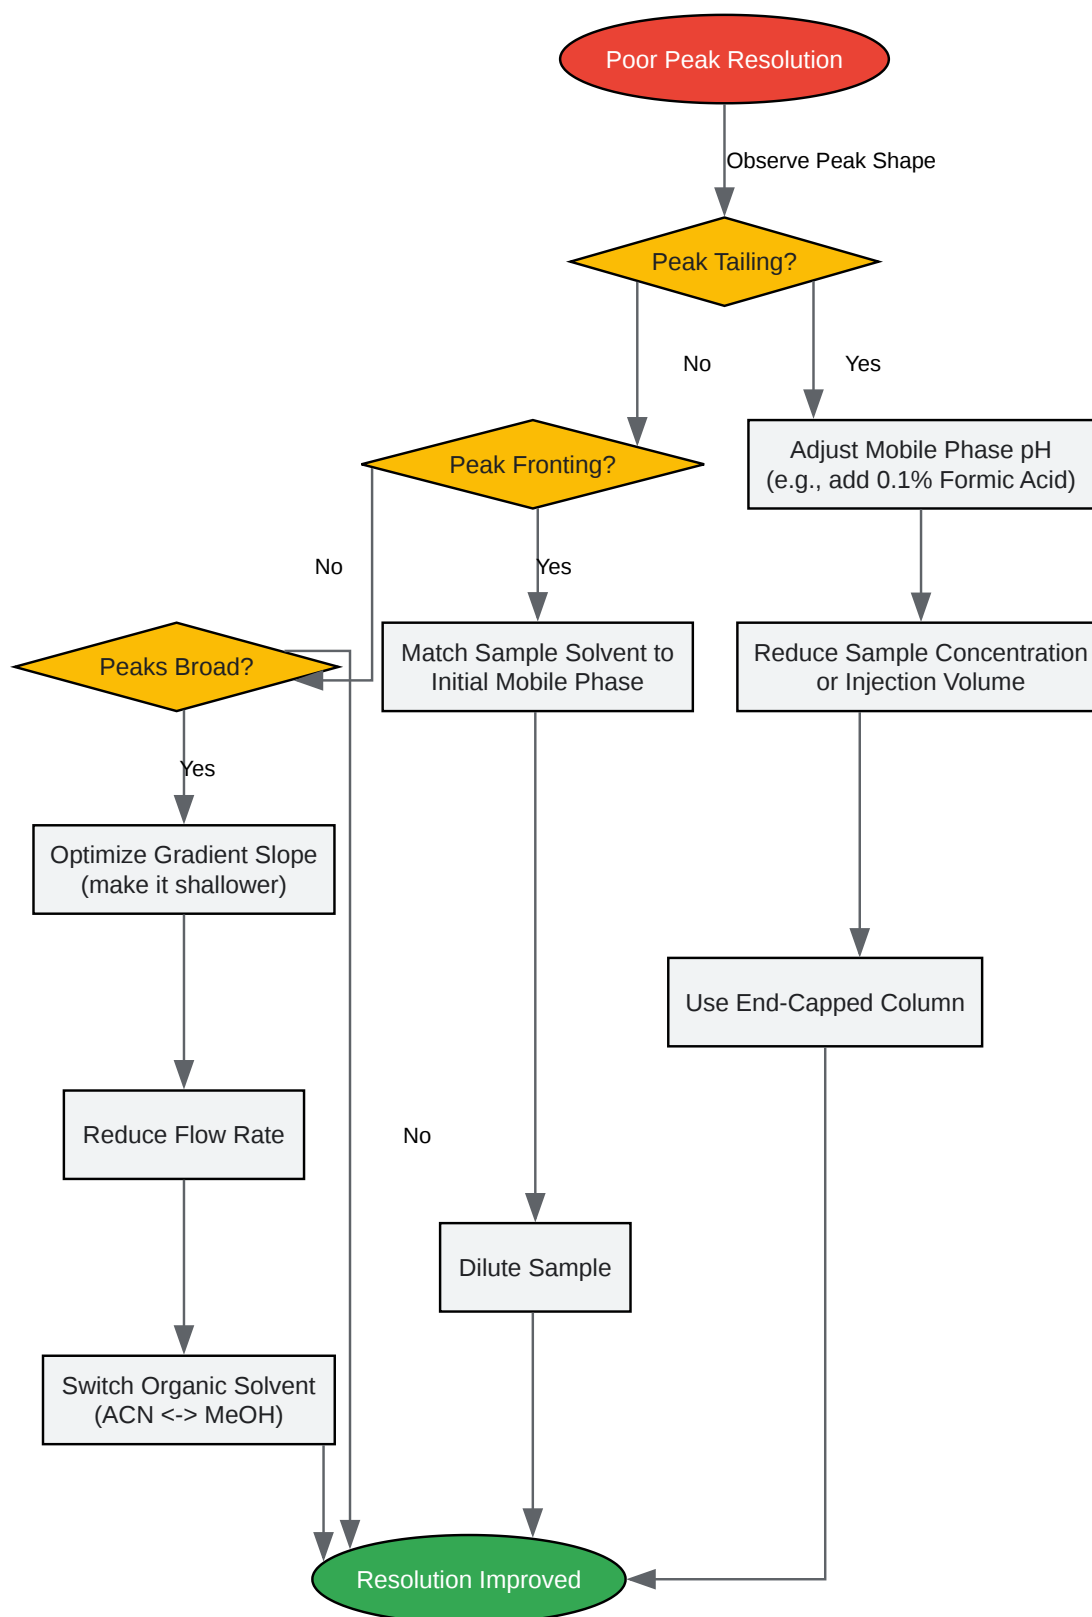 Poor Peak Resolution
Observe Peak Shape
Peak Tailing?
No
Yes
Peak Fronting?
Adjust Mobile Phase pH
(e.g., add 0.1% Formic Acid)
No
Yes
Peaks Broad?
Match Sample Solvent to
Initial Mobile Phase
Reduce Sample Concentration
or Injection Volume
Yes
Optimize Gradient Slope
(make it shallower)
Use End-Capped Column
Reduce Flow Rate
No
Dilute Sample
Switch Organic Solvent
(ACN <-> MeOH)
Resolution Improved